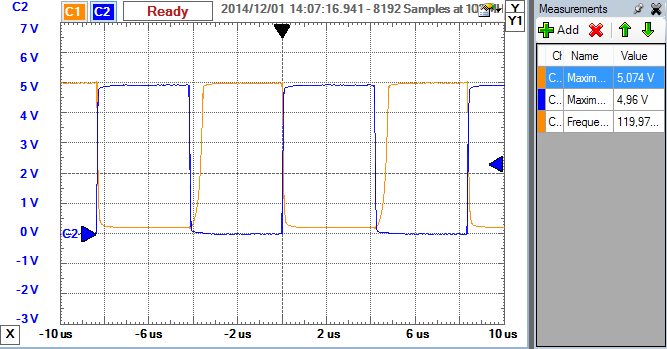 C2 C1 C2 Ready 2014/12/01 14:07:16.941 - 8192 Samples at Y
Y1
7 V
6 V
5 V
4 V
3 V
2 V
1 V
C2 0 V
-1 V
-2 V
-3 V
X -10 us -6 us -2 us 2 us 6 us 10 us
Measurements
Add
Name Value
C.. Maxim... 5,074 V
C.. Maxim... 4,96 V
C.. Freque... 119,97...